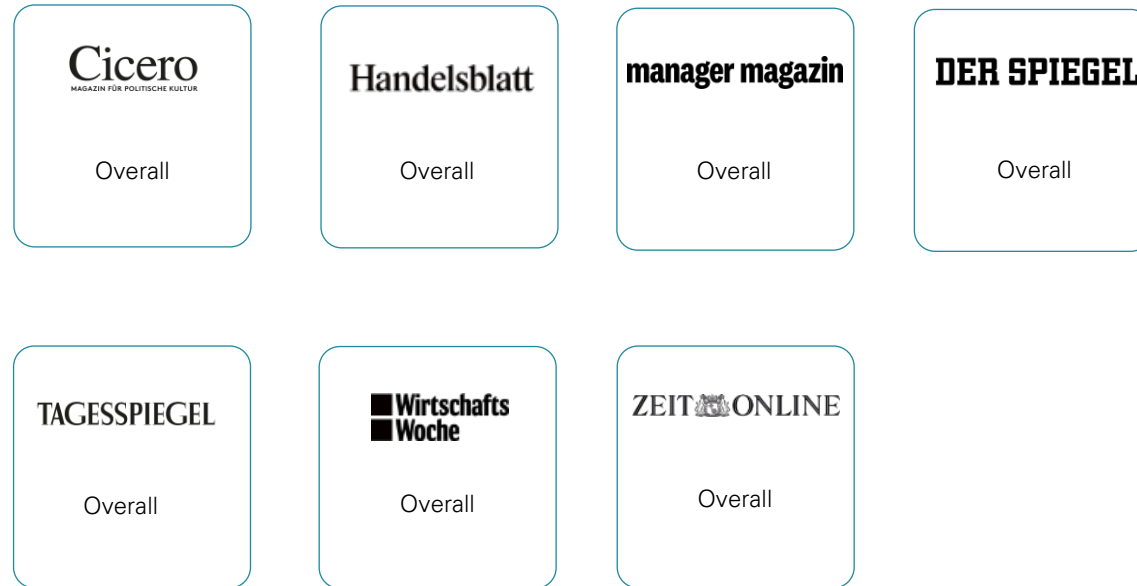 Cicero
MAGAZIN FÜR POLITISCHE KULTUR
Overall
Handelsblatt
Overall
manager magazin
Overall
DER SPIEGEL
Overall
TAGESSPIEGEL
Overall
Wirtschafts
Woche
Overall
ZEIT ONLINE
Overall